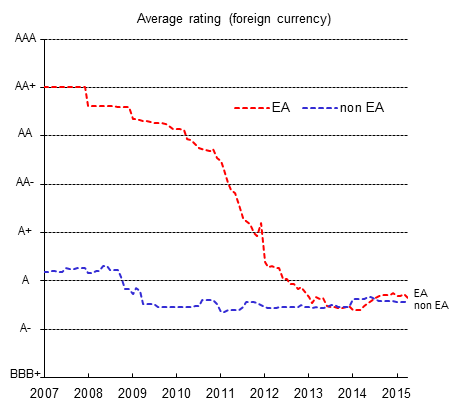 Average rating (foreign currency)
AAA
AA+
EA
non EA
AA
AA-
A+
A
EA
non EA
A-
BBB+
2007 2008 2009 2010 2011 2012 2013 2014 2015